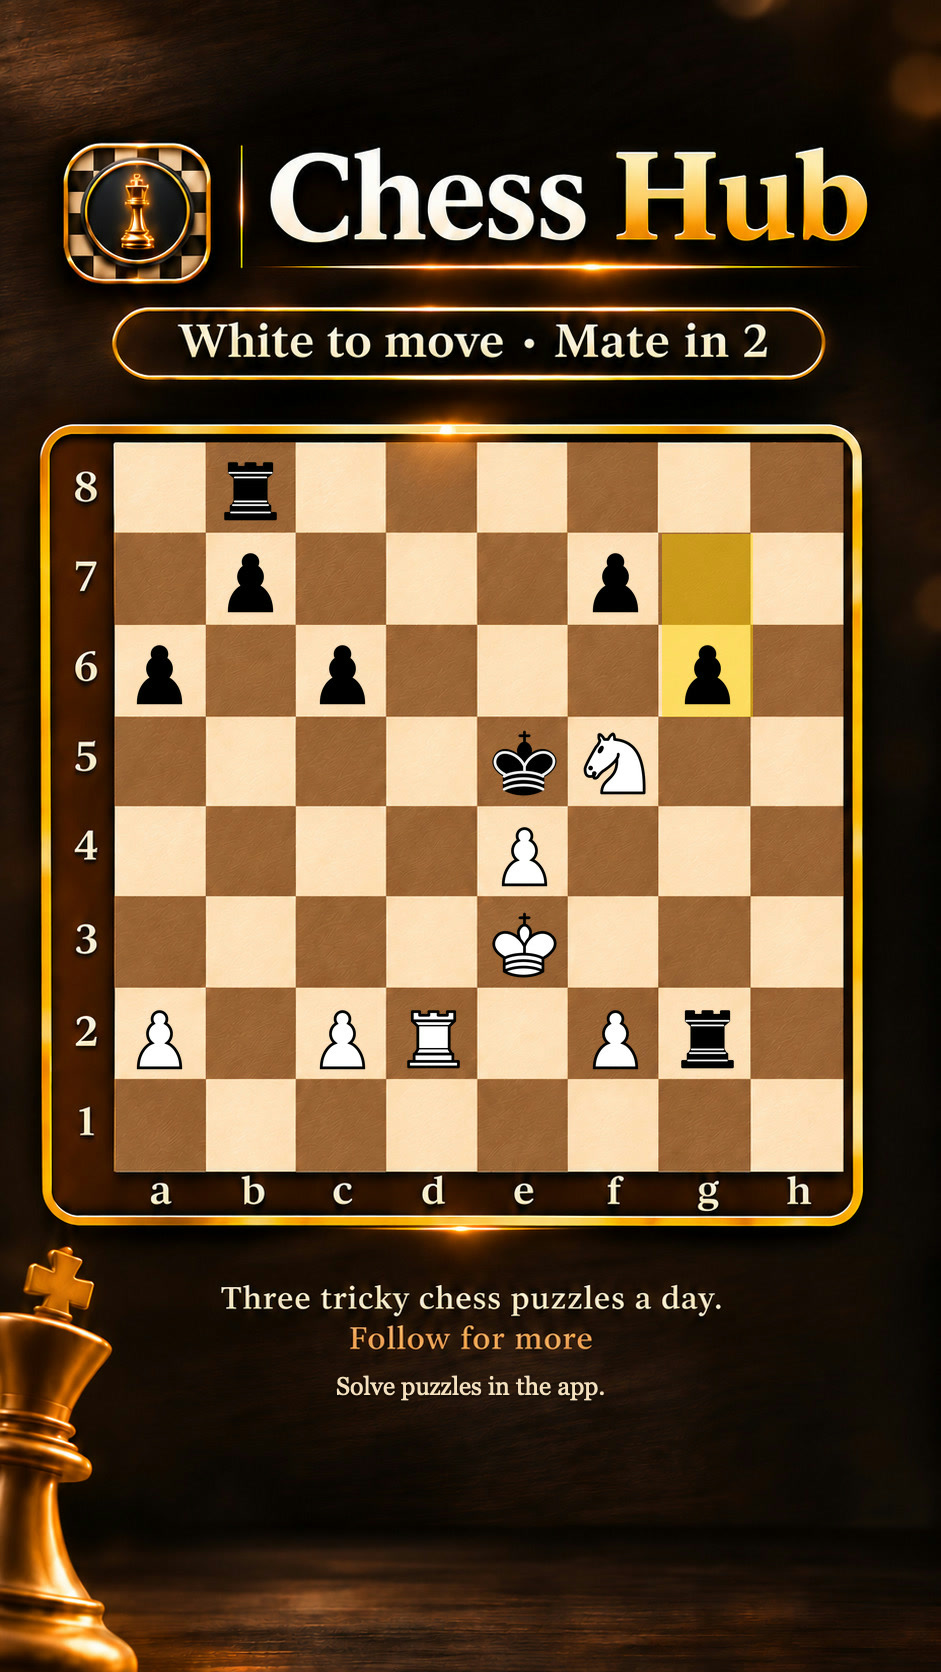 Chess Hub
White to move · Mate in 2
8
7
6
5
4
3
2
1
a b c d e f g h
Three tricky chess puzzles a day.
Follow for more
Solve puzzles in the app.